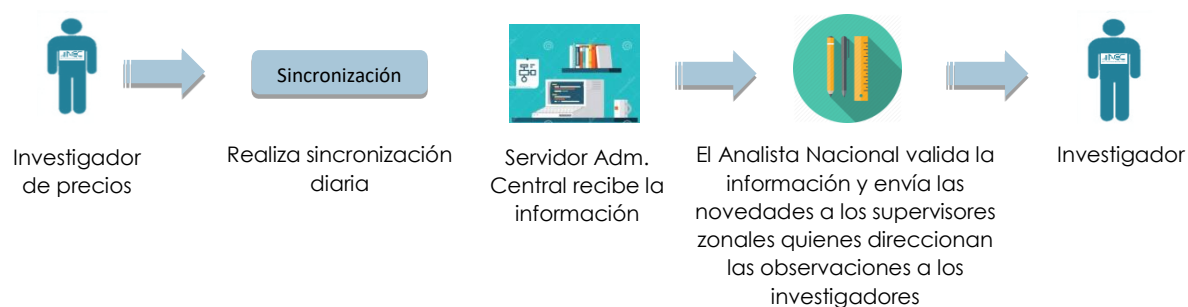 Sincronización
Investigador
de precios
Realiza sincronización
diaria
Servidor Adm.
Central recibe la
información
El Analista Nacional valida la
información y envía las
novedades a los supervisores
zonales quienes direccionan
las observaciones a los
investigadores
Investigador